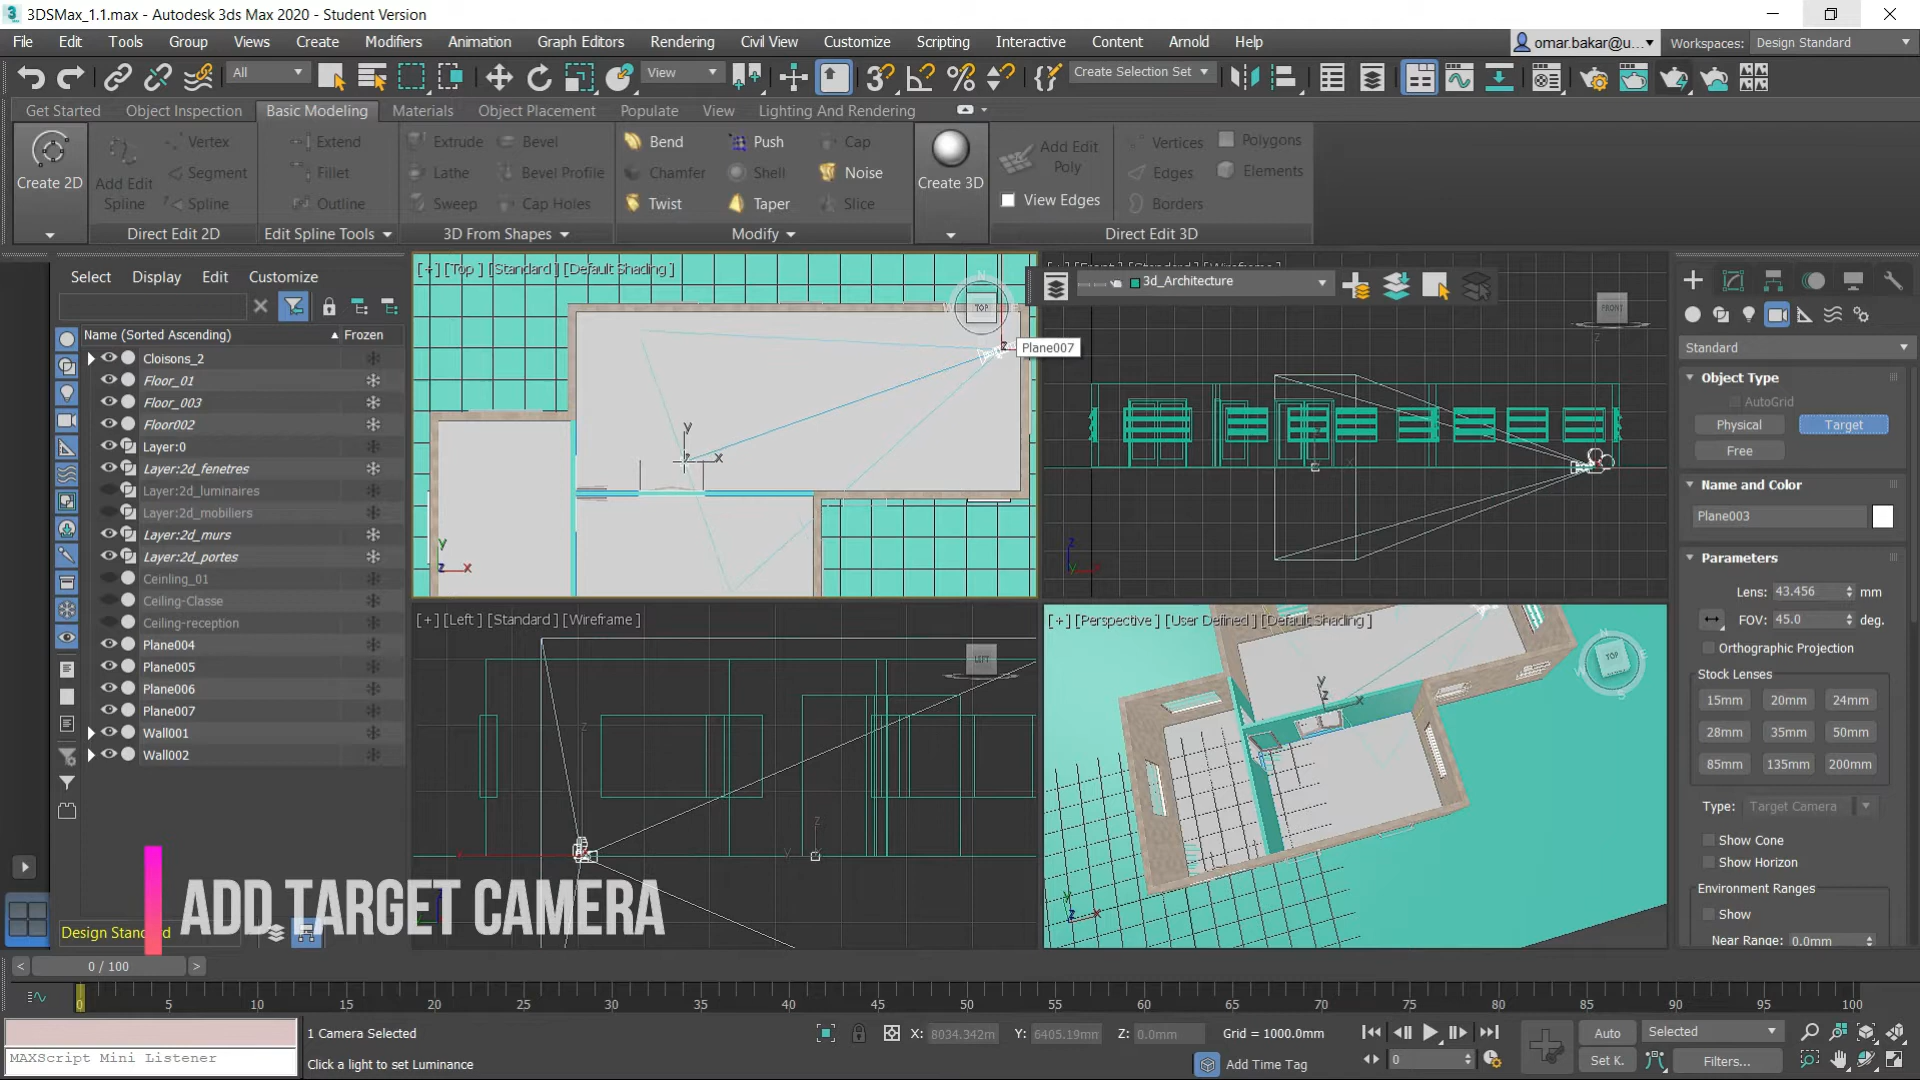 3DSMax_1.1.max - Autodesk 3ds Max 2020 - Student Version
File Edit Tools Group Views Create Modifiers Animation Graph Editors Rendering Civil View Customize Scripting Interactive Content Arnold Help omar.bakar@u... Workspaces: Design Standard
All View Create Selection Set
Get Started Object Inspection Basic Modeling Materials Object Placement Populate View Lighting And Rendering
Create 2D Add Edit Spline Vertex Segment Spline Direct Edit 2D
Extend Fillet Outline Edit Spline Tools
Extrude Bevel Lathe Bevel Profile Sweep Cap Holes 3D From Shapes
Bend Push Cap Chamfer Shell Noise Twist Taper Slice Modify
Create 3D Add Edit Poly View Edges Vertices Polygons Edges Elements Borders Direct Edit 3D
Select Display Edit Customize
Name (Sorted Ascending) Frozen
Cloisons_2
Floor_01
Floor_003
Floor002
Layer:0
Layer:2d_fenetres
Layer:2d_luminaires
Layer:2d_mobiliers
Layer:2d_murs
Layer:2d_portes
Ceinling_01
Ceiling-Classe
Ceiling-reception
Plane004
Plane005
Plane006
Plane007
Wall001
Wall002
Design Standard
ADD TARGET CAMERA
[+] [Top ] [Standard ] [Default Shading ]
TOP
N
Plane007
y
x
y
z x
3d_Architecture
FRONT
z
[+] [Left ] [Standard ] [Wireframe ]
LEFT
[+] [Perspective ] [User Defined ] [Default Shading ]
TOP
Standard
Object Type
AutoGrid
Physical Target
Free
Name and Color
Plane003
Parameters
Lens: 43.456 mm
FOV: 45.0 deg.
Orthographic Projection
Stock Lenses
15mm 20mm 24mm
28mm 35mm 50mm
85mm 135mm 200mm
Type: Target Camera
Show Cone
Show Horizon
Environment Ranges
Show
Near Range: 0.0mm
< 0 / 100 >
0 5 10 15 20 25 30 35 40 45 50 55 60 65 70 75 80 85 90 95 100
1 Camera Selected X: 8034.342m Y: 6405.19mm Z: 0.0mm Grid = 1000.0mm Auto Selected
MAXScript Mini Listener Click a light to set Luminance Add Time Tag 0 Set K. Filters...